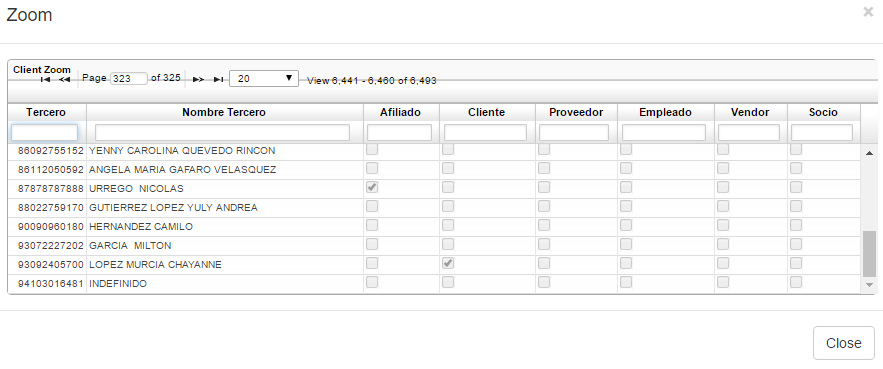 Zoom
×
Client Zoom
Page 323 of 325 20 View 6,441 - 6,460 of 6,493
Tercero Nombre Tercero Afiliado Cliente Proveedor Empleado Vendor Socio
86092755152 YENNY CAROLINA QUEVEDO RINCON
86112050592 ANGELA MARIA GAFARO VELASQUEZ
87878787888 URREGO NICOLAS
88022759170 GUTIERREZ LOPEZ YULY ANDREA
90090960180 HERNANDEZ CAMILO
93072227202 GARCIA MILTON
93092405700 LOPEZ MURCIA CHAYANNE
94103016481 INDEFINIDO
Close